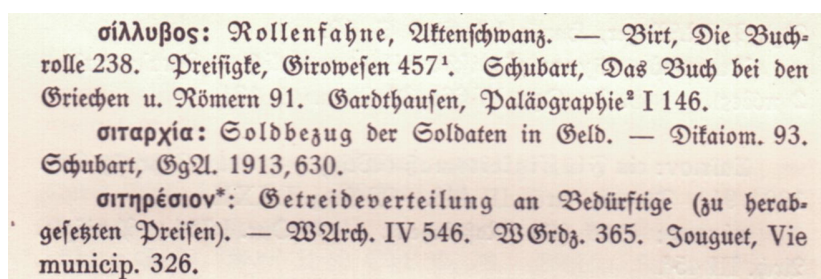 σίλλυβος: Rollenfahne, Aktenschwanz. — Birt, Die Buch-
rolle 238. Preisigke, Girowesen 457¹. Schubart, Das Buch bei den
Griechen u. Römern 91. Gardthausen, Paläographie² I 146.
σιταρχία: Soldbezug der Soldaten in Geld. — Dikaiom. 93.
Schubart, GgA. 1913, 630.
σιτηρέσιον*: Getreideverteilung an Bedürftige (zu herab-
gesetzten Preisen). — WArch. IV 546. WGrdz. 365. Jouguet, Vie
municip. 326.